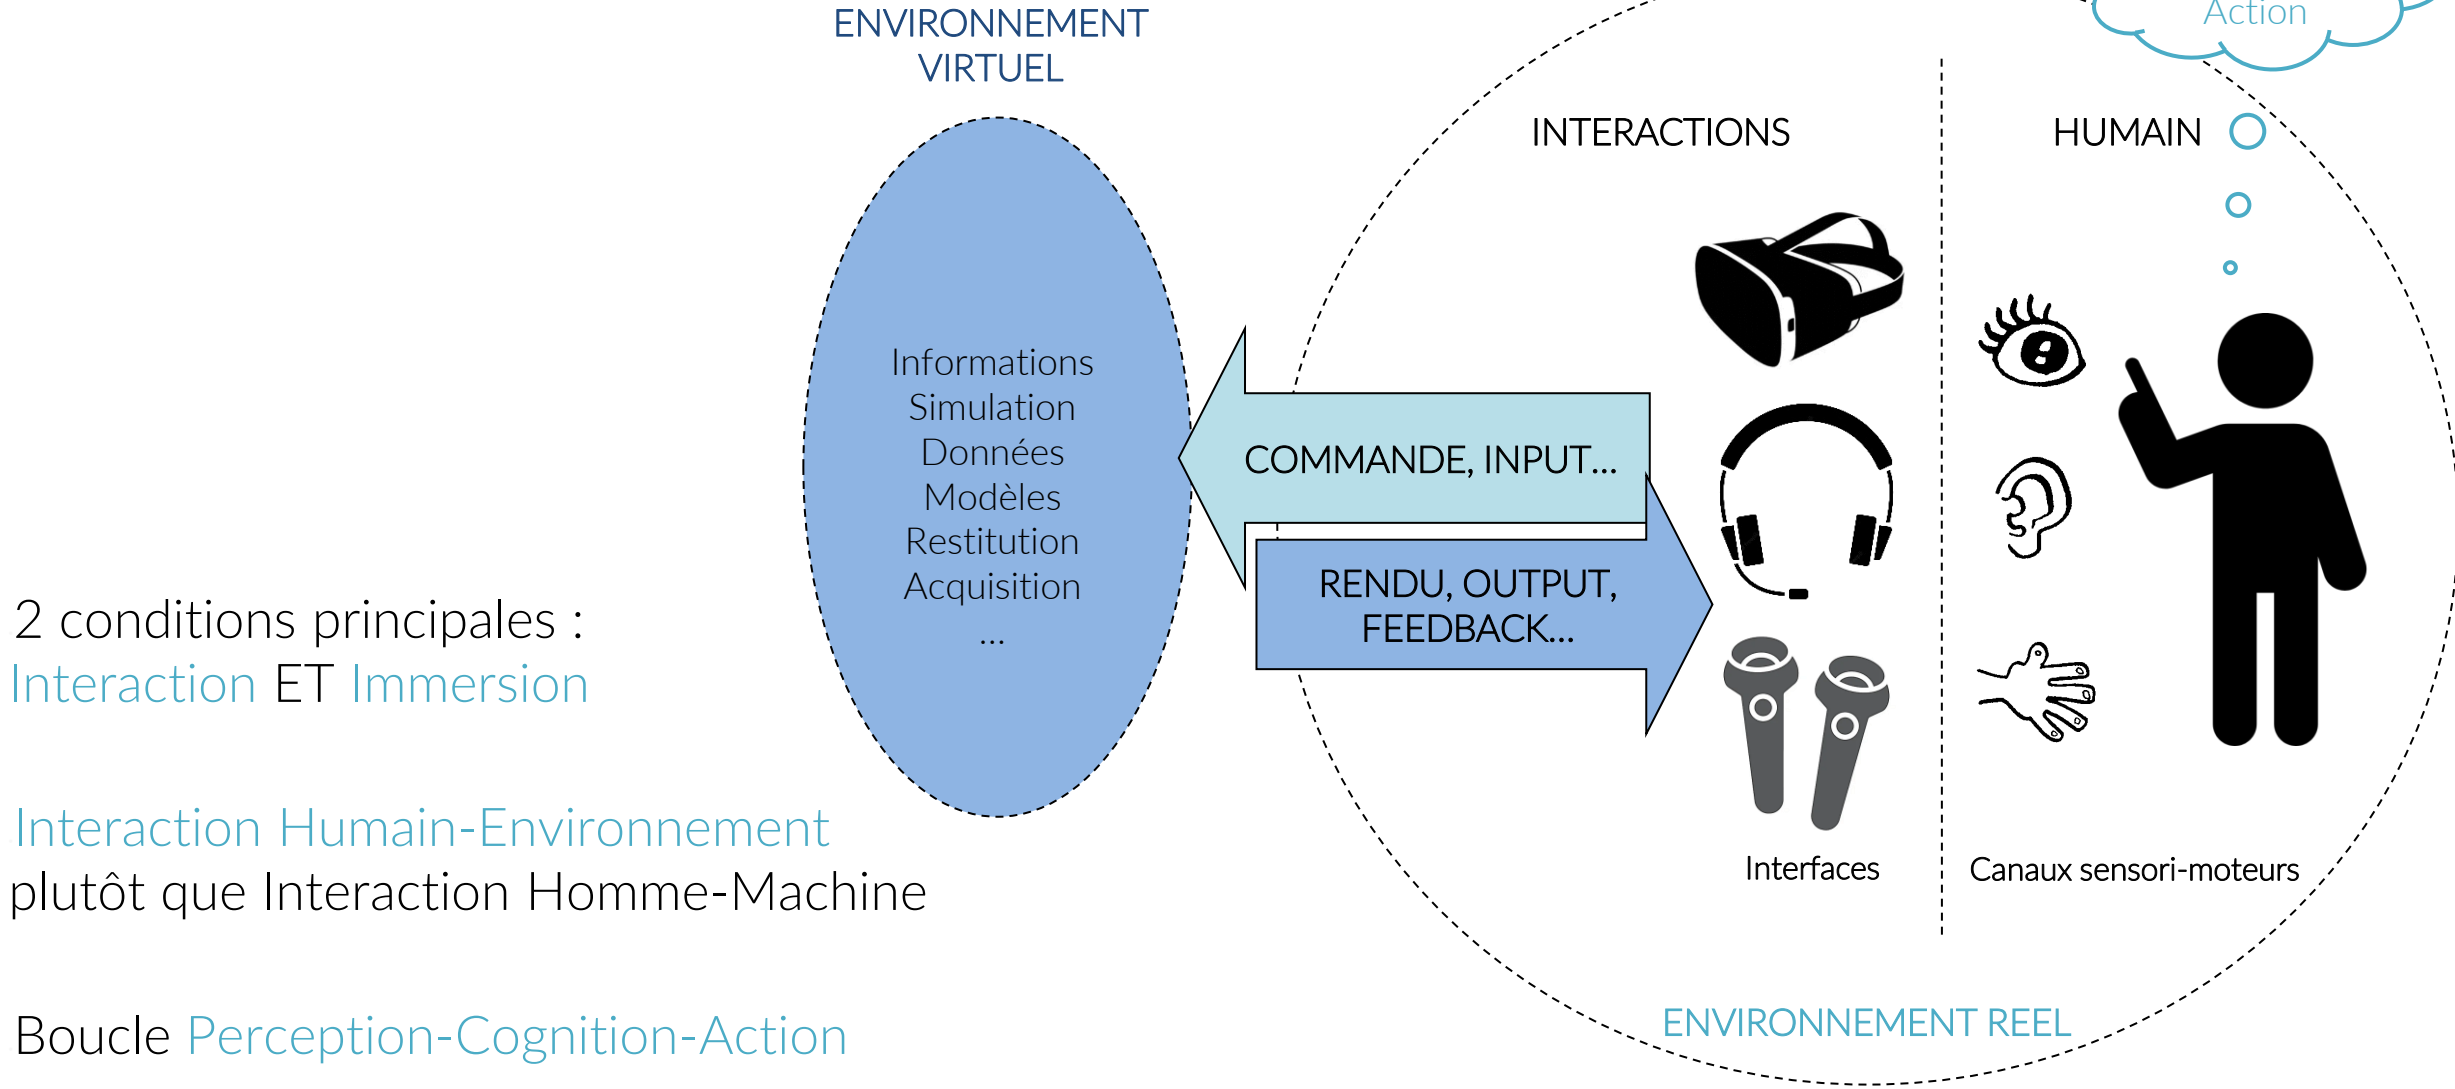 Action
ENVIRONNEMENT
VIRTUEL
INTERACTIONS
HUMAIN
Informations
Simulation
Données
Modèles
Restitution
Acquisition
...
COMMANDE, INPUT...
RENDU, OUTPUT,
FEEDBACK...
Interfaces
Canaux sensori-moteurs
ENVIRONNEMENT REEL
2 conditions principales :
Interaction ET Immersion
Interaction Humain-Environnement
plutôt que Interaction Homme-Machine
Boucle Perception-Cognition-Action